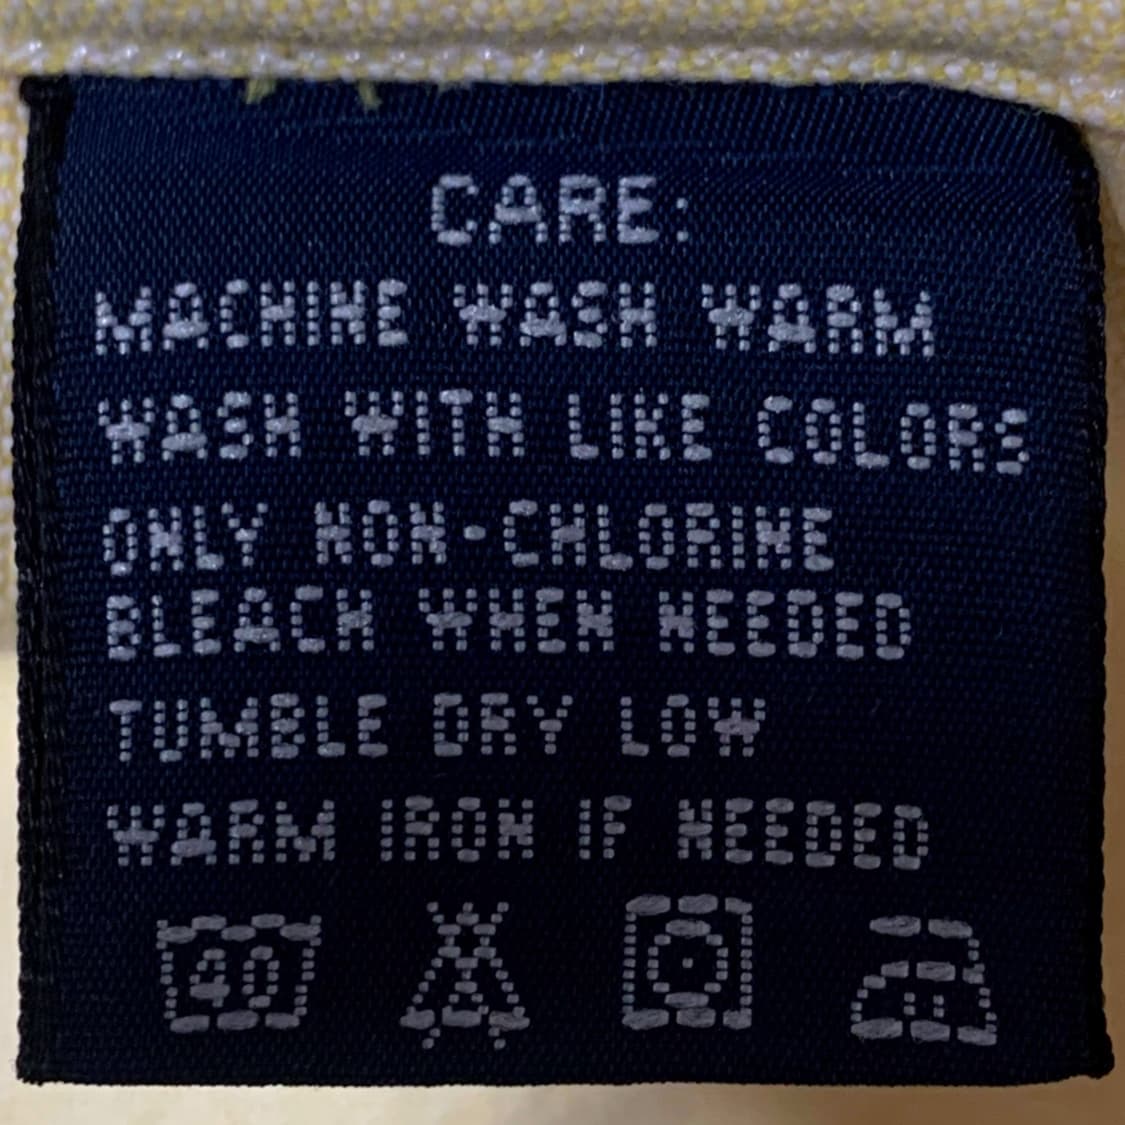 CARE:
MACHINE WASH WARM
WASH WITH LIKE COLORS
ONLY NON-CHLORINE
BLEACH WHEN NEEDED
TUMBLE DRY LOW
WARM IRON IF NEEDED
40